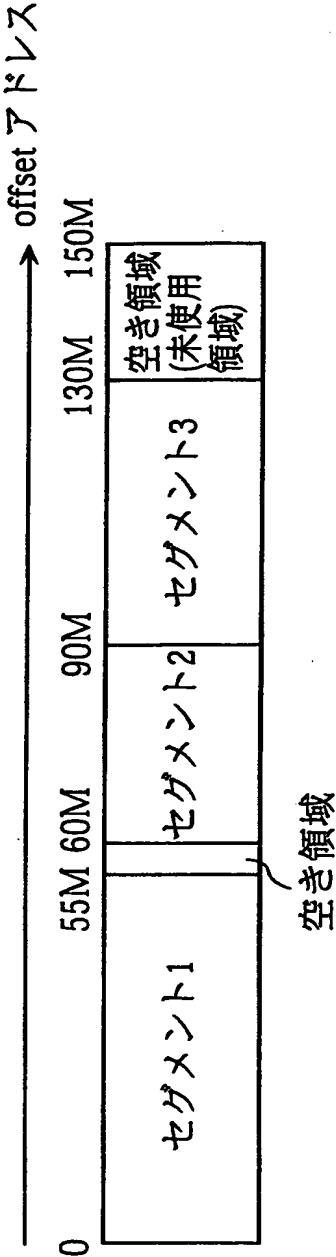 offset アドレス
0
55M
60M
90M
130M
150M
セグメント1
セグメント2
セグメント3
空き領域
(未使用
領域)
空き領域